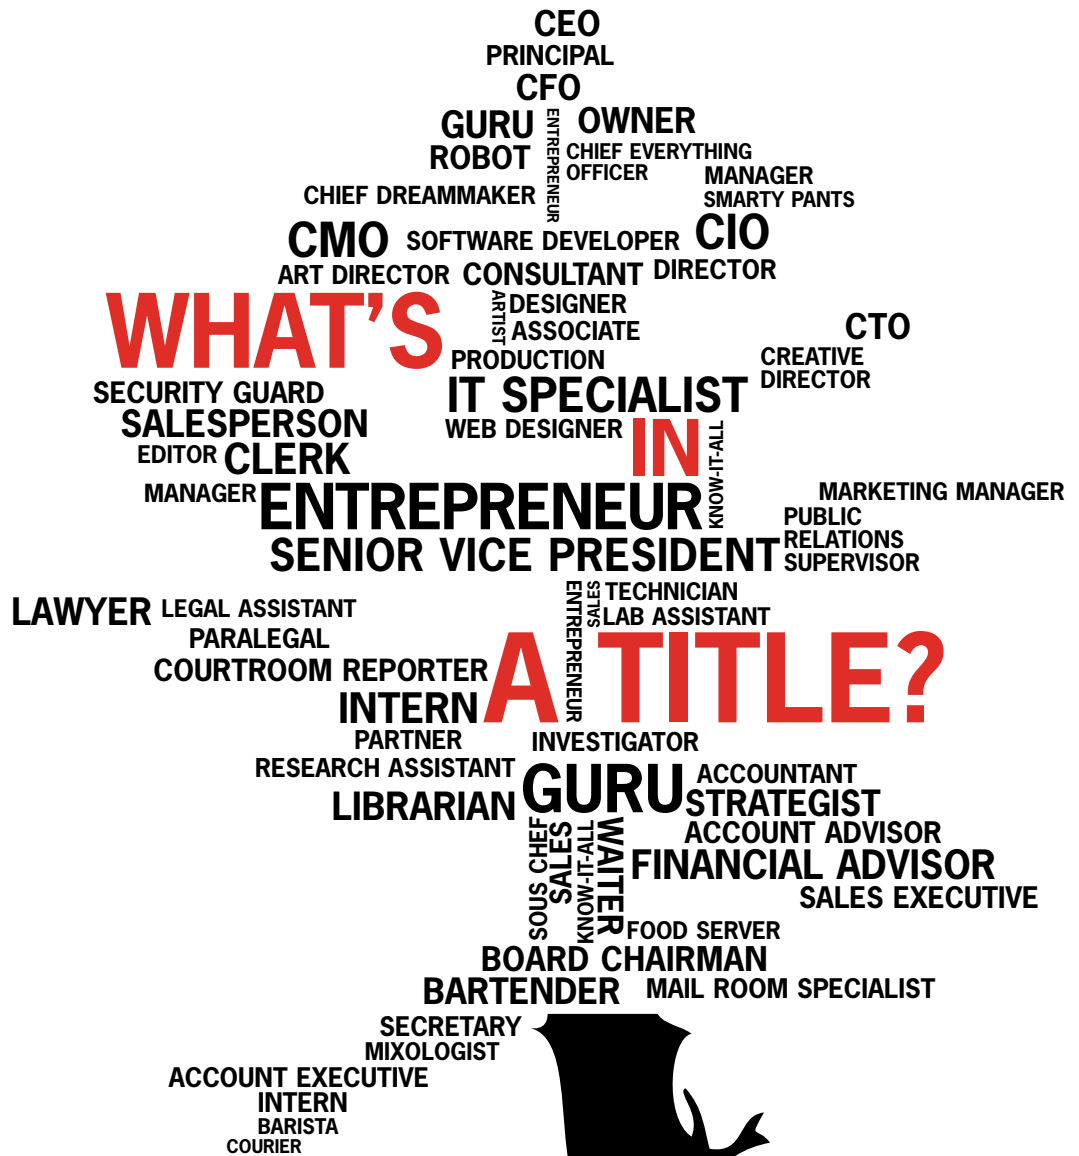 CEO
PRINCIPAL
CFO
GURU
ENTREPRENEUR
OWNER
ROBOT
CHIEF EVERYTHING
OFFICER
MANAGER
SMARTY PANTS
CHIEF DREAMMAKER
CMO
SOFTWARE DEVELOPER
CIO
ART DIRECTOR
CONSULTANT
DIRECTOR
WHAT'S
ARTIST
DESIGNER
ASSOCIATE
CTO
PRODUCTION
CREATIVE
DIRECTOR
SECURITY GUARD
IT SPECIALIST
SALESPERSON
WEB DESIGNER
IN
KNOW-IT-ALL
EDITOR
CLERK
MANAGER
ENTREPRENEUR
MARKETING MANAGER
PUBLIC
RELATIONS
SUPERVISOR
SENIOR VICE PRESIDENT
ENTREPRENEUR
SALES
TECHNICIAN
LAB ASSISTANT
LAWYER
LEGAL ASSISTANT
PARALEGAL
COURTROOM REPORTER
A TITLE?
INTERN
PARTNER
INVESTIGATOR
RESEARCH ASSISTANT
GURU
ACCOUNTANT
LIBRARIAN
STRATEGIST
SOUS CHEF
SALES
KNOW-IT-ALL
WAITER
ACCOUNT ADVISOR
FINANCIAL ADVISOR
SALES EXECUTIVE
FOOD SERVER
BOARD CHAIRMAN
BARTENDER
MAIL ROOM SPECIALIST
SECRETARY
MIXOLOGIST
ACCOUNT EXECUTIVE
INTERN
BARISTA
COURIER